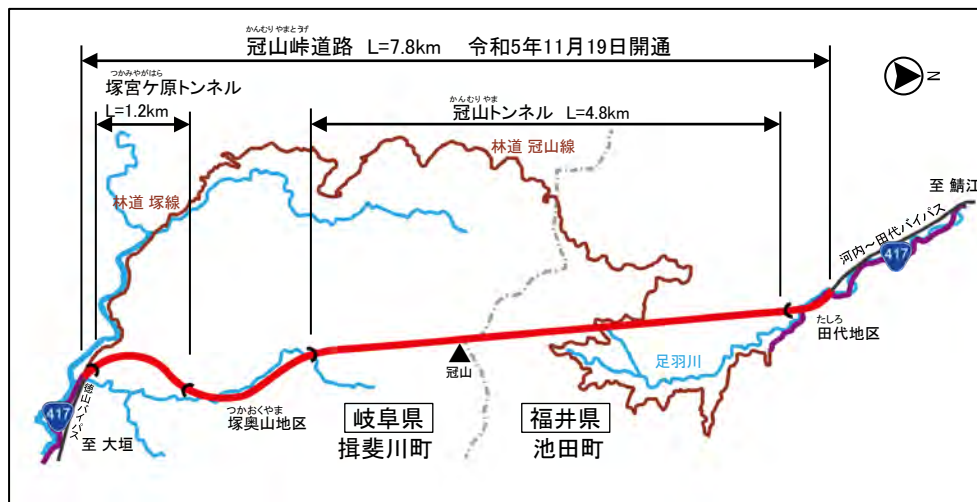 かんむりやまとうげ
冠山峠道路 L=7.8km 令和5年11月19日開通
つかみやがはら
塚宮ケ原トンネル
L=1.2km
かんむりやま
冠山トンネル L=4.8km
N
林道 冠山線
林道 塚線
至 鯖江
河内～田代バイパス
417
たしろ
田代地区
足羽川
冠山
徳山バイパス
417
至 大垣
つかおくやま
塚奥山地区
岐阜県
揖斐川町
福井県
池田町